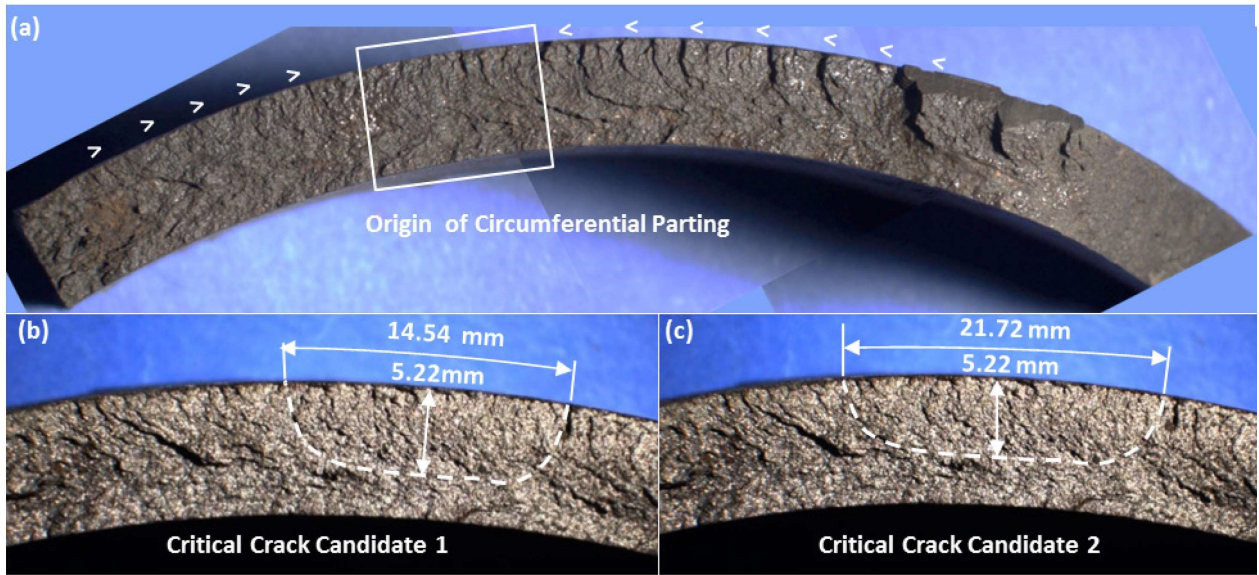 (a)
Origin of Circumferential Parting
(b)
14.54 mm
5.22mm
Critical Crack Candidate 1
(c)
21.72 mm
5.22 mm
Critical Crack Candidate 2